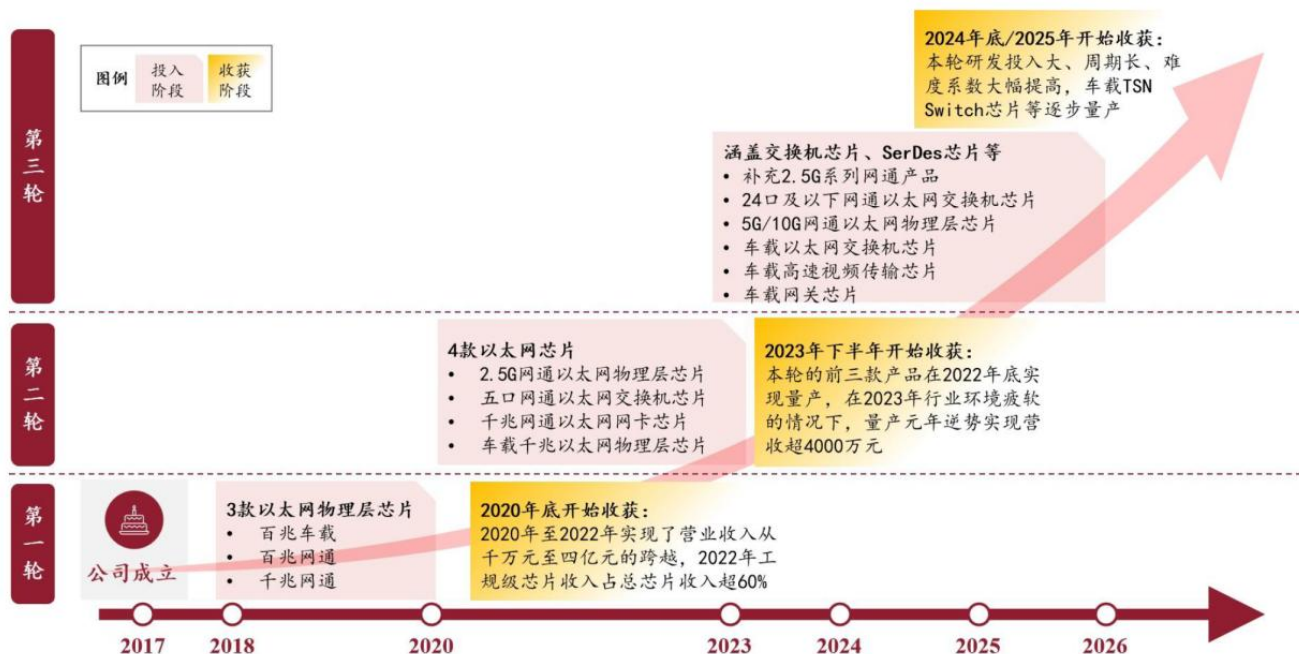 图例
投入
阶段
收获
阶段
第三轮
2024年底/2025年开始收获：
本轮研发投入大、周期长、难
度系数大幅提高，车载TSN
Switch芯片等逐步量产
涵盖交换机芯片、SerDes芯片等
• 补充2.5G系列网通产品
• 24口及以下网通以太网交换机芯片
• 5G/10G网通以太网物理层芯片
• 车载以太网交换机芯片
• 车载高速视频传输芯片
• 车载网关芯片
第二轮
4款以太网芯片
• 2.5G网通以太网物理层芯片
• 五口网通以太网交换机芯片
• 千兆网通以太网网卡芯片
• 车载千兆以太网物理层芯片
2023年下半年开始收获：
本轮的前三款产品在2022年底实
现量产，在2023年行业环境疲软
的情况下，量产元年逆势实现营
收超4000万元
第一轮
公司成立
3款以太网物理层芯片
• 百兆车载
• 百兆网通
• 千兆网通
2020年底开始收获：
2020年至2022年实现了营业收入从
千万元至四亿元的跨越，2022年工
规级芯片收入占总芯片收入超60%
2017
2018
2020
2023
2024
2025
2026